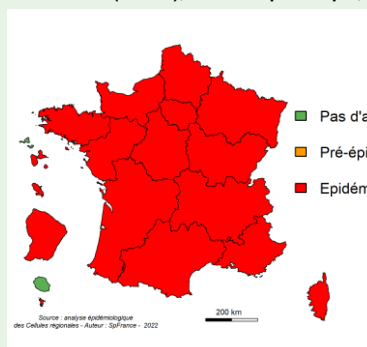 Pas d'a
Pré-épi
Epidém
200 km
Source : analyse épidémiologique
des Cellules régionales - Auteur : SpFrance - 2022